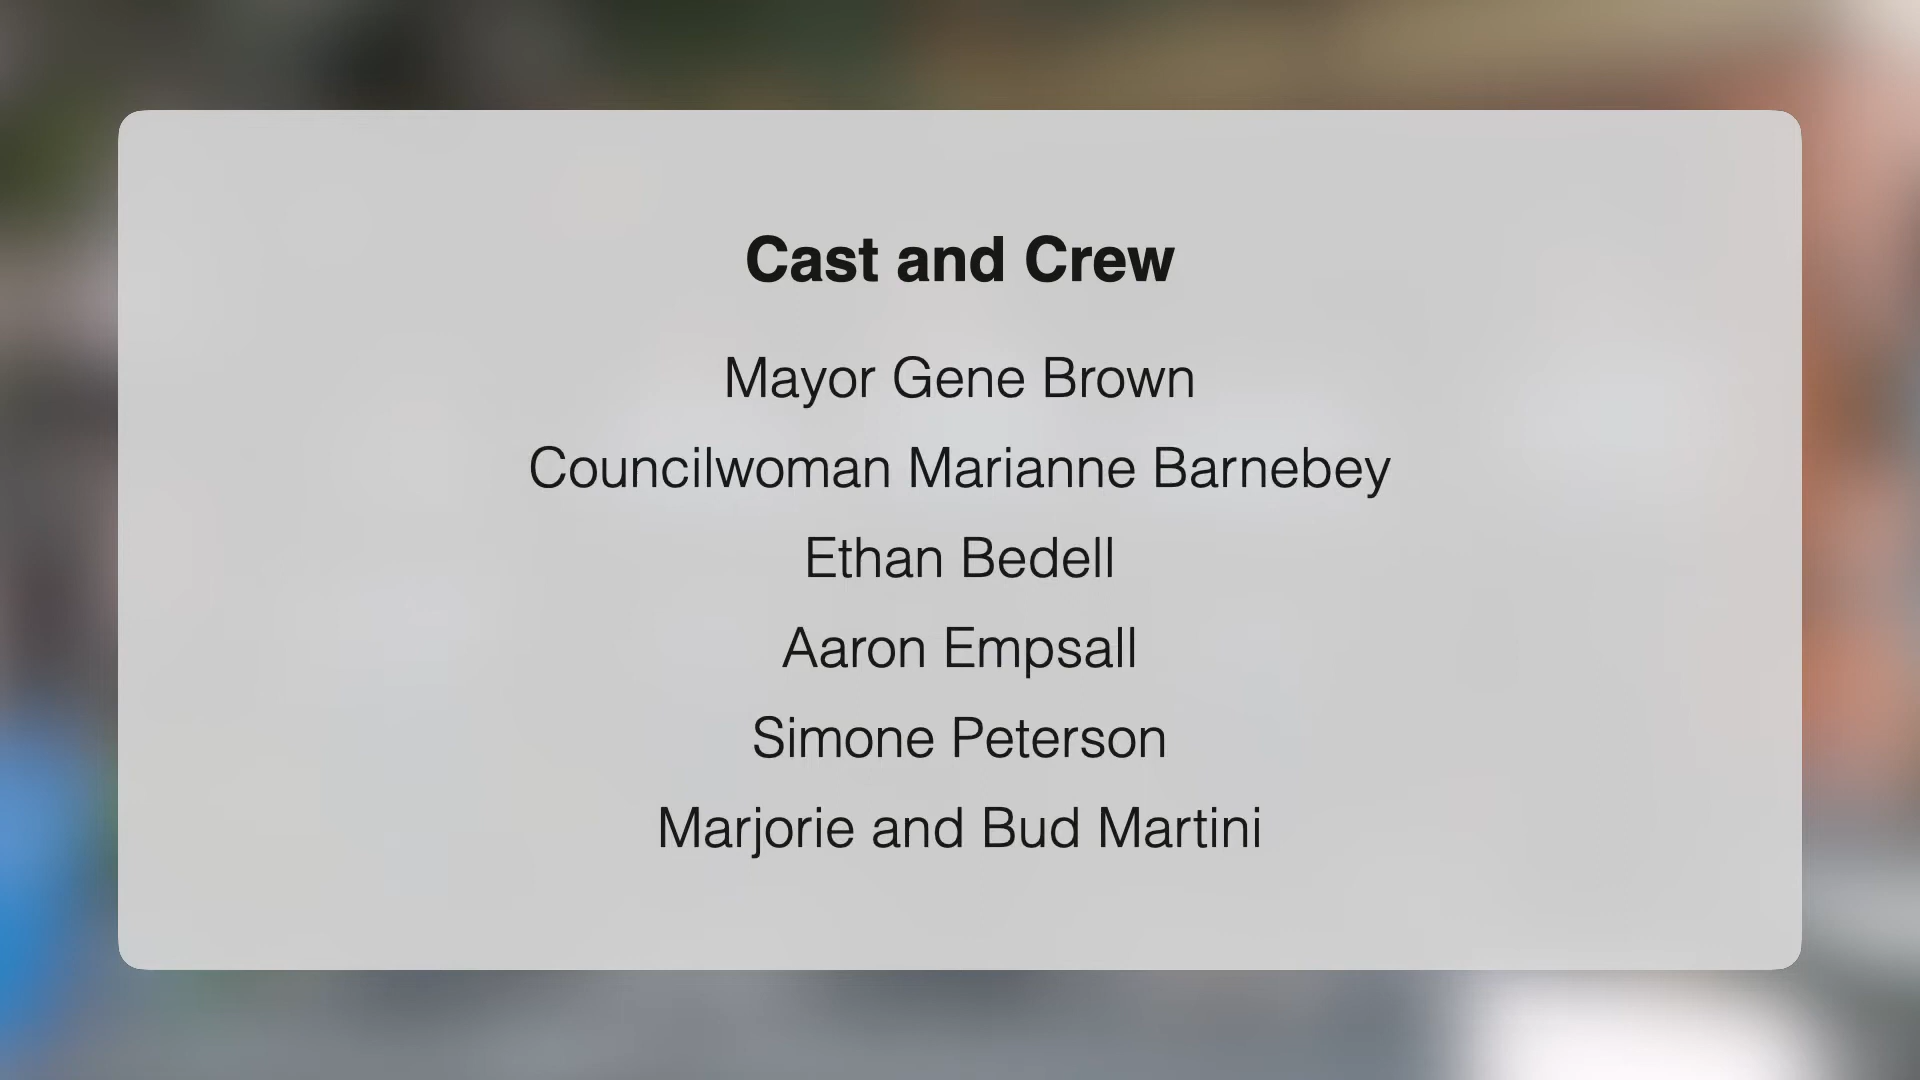 Cast and Crew
Mayor Gene Brown
Councilwoman Marianne Barnebey
Ethan Bedell
Aaron Empsall
Simone Peterson
Marjorie and Bud Martini